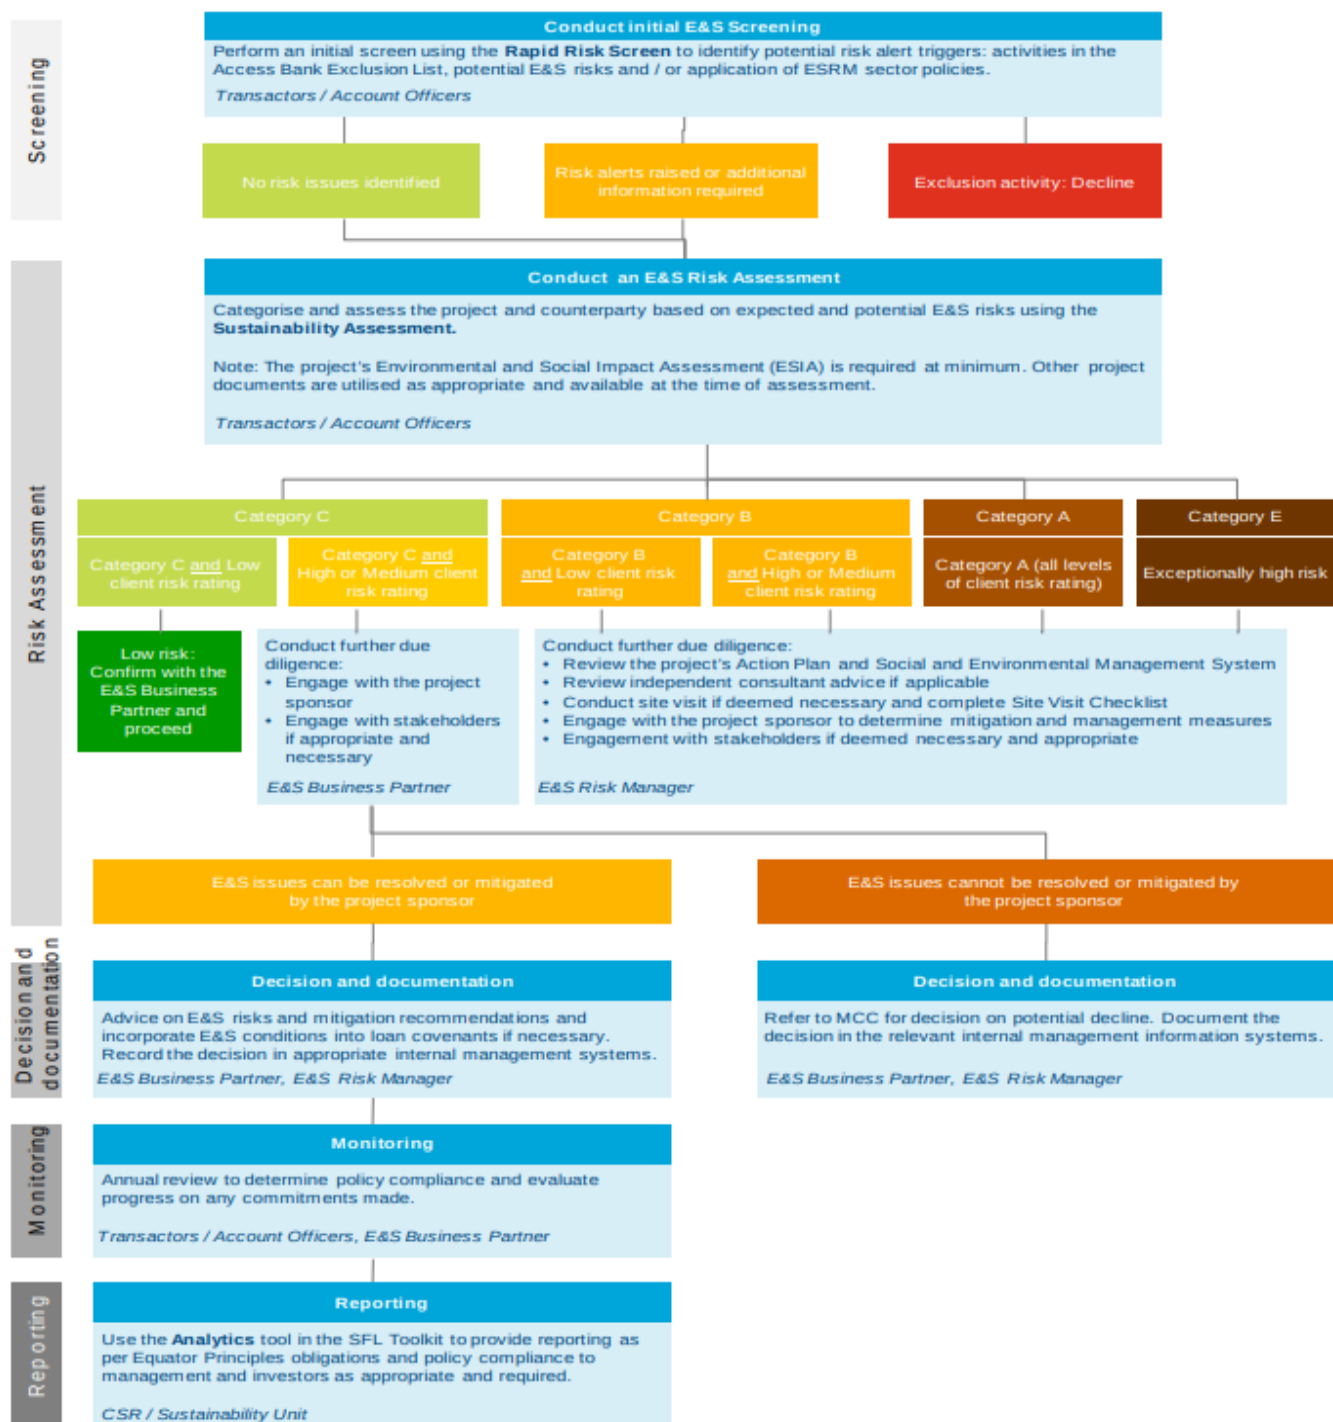 Screening
Conduct initial E&S Screening
Perform an initial screen using the Rapid Risk Screen to identify potential risk alert triggers: activities in the
Access Bank Exclusion List, potential E&S risks and / or application of ESRM sector policies.
Transactors / Account Officers
No risk issues identified
Risk alerts raised or additional
information required
Exclusion activity: Decline
Risk Assessment
Conduct an E&S Risk Assessment
Categorise and assess the project and counterparty based on expected and potential E&S risks using the
Sustainability Assessment.
Note: The project's Environmental and Social Impact Assessment (ESIA) is required at minimum. Other project
documents are utilised as appropriate and available at the time of assessment.
Transactors / Account Officers
Category C
Category C and Low
client risk rating
Category C and
High or Medium client
risk rating
Category B
Category B
and Low client risk
rating
Category B
and High or Medium
client risk rating
Category A
Category A (all levels
of client risk rating)
Category E
Exceptionally high risk
Low risk:
Confirm with the
E&S Business
Partner and
proceed
Conduct further due
diligence:
• Engage with the project
sponsor
• Engage with stakeholders
if appropriate and
necessary
E&S Business Partner
Conduct further due diligence:
• Review the project's Action Plan and Social and Environmental Management System
• Review independent consultant advice if applicable
• Conduct site visit if deemed necessary and complete Site Visit Checklist
• Engage with the project sponsor to determine mitigation and management measures
• Engagement with stakeholders if deemed necessary and appropriate
E&S Risk Manager
E&S issues can be resolved or mitigated
by the project sponsor
E&S issues cannot be resolved or mitigated by
the project sponsor
Decision and
documentation
Decision and documentation
Advice on E&S risks and mitigation recommendations and
incorporate E&S conditions into loan covenants if necessary.
Record the decision in appropriate internal management systems.
E&S Business Partner, E&S Risk Manager
Decision and documentation
Refer to MCC for decision on potential decline. Document the
decision in the relevant internal management information systems.
E&S Business Partner, E&S Risk Manager
Monitoring
Monitoring
Annual review to determine policy compliance and evaluate
progress on any commitments made.
Transactors / Account Officers, E&S Business Partner
Reporting
Reporting
Use the Analytics tool in the SFL Toolkit to provide reporting as
per Equator Principles obligations and policy compliance to
management and investors as appropriate and required.
CSR / Sustainability Unit